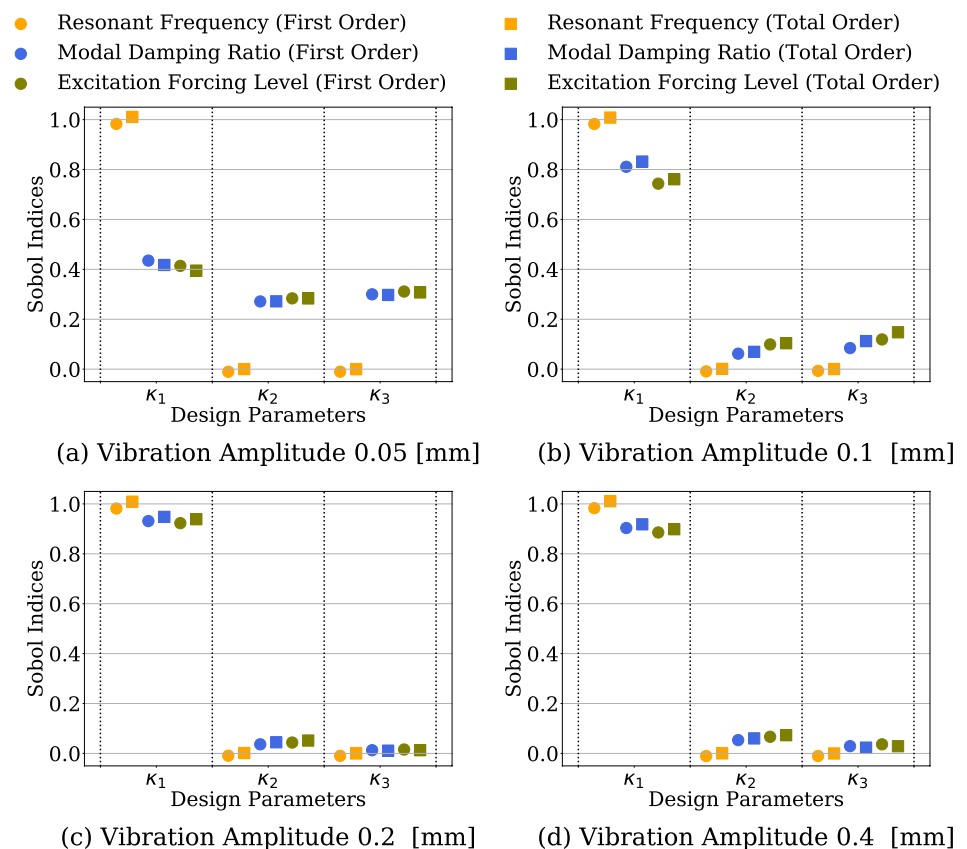 Resonant Frequency (First Order)
Modal Damping Ratio (First Order)
Excitation Forcing Level (First Order)
Resonant Frequency (Total Order)
Modal Damping Ratio (Total Order)
Excitation Forcing Level (Total Order)
Sobol Indices
1.0
0.8
0.6
0.4
0.2
0.0
κ1 κ2 κ3
Design Parameters
(a) Vibration Amplitude 0.05 [mm]
Sobol Indices
1.0
0.8
0.6
0.4
0.2
0.0
κ1 κ2 κ3
Design Parameters
(b) Vibration Amplitude 0.1 [mm]
Sobol Indices
1.0
0.8
0.6
0.4
0.2
0.0
κ1 κ2 κ3
Design Parameters
(c) Vibration Amplitude 0.2 [mm]
Sobol Indices
1.0
0.8
0.6
0.4
0.2
0.0
κ1 κ2 κ3
Design Parameters
(d) Vibration Amplitude 0.4 [mm]